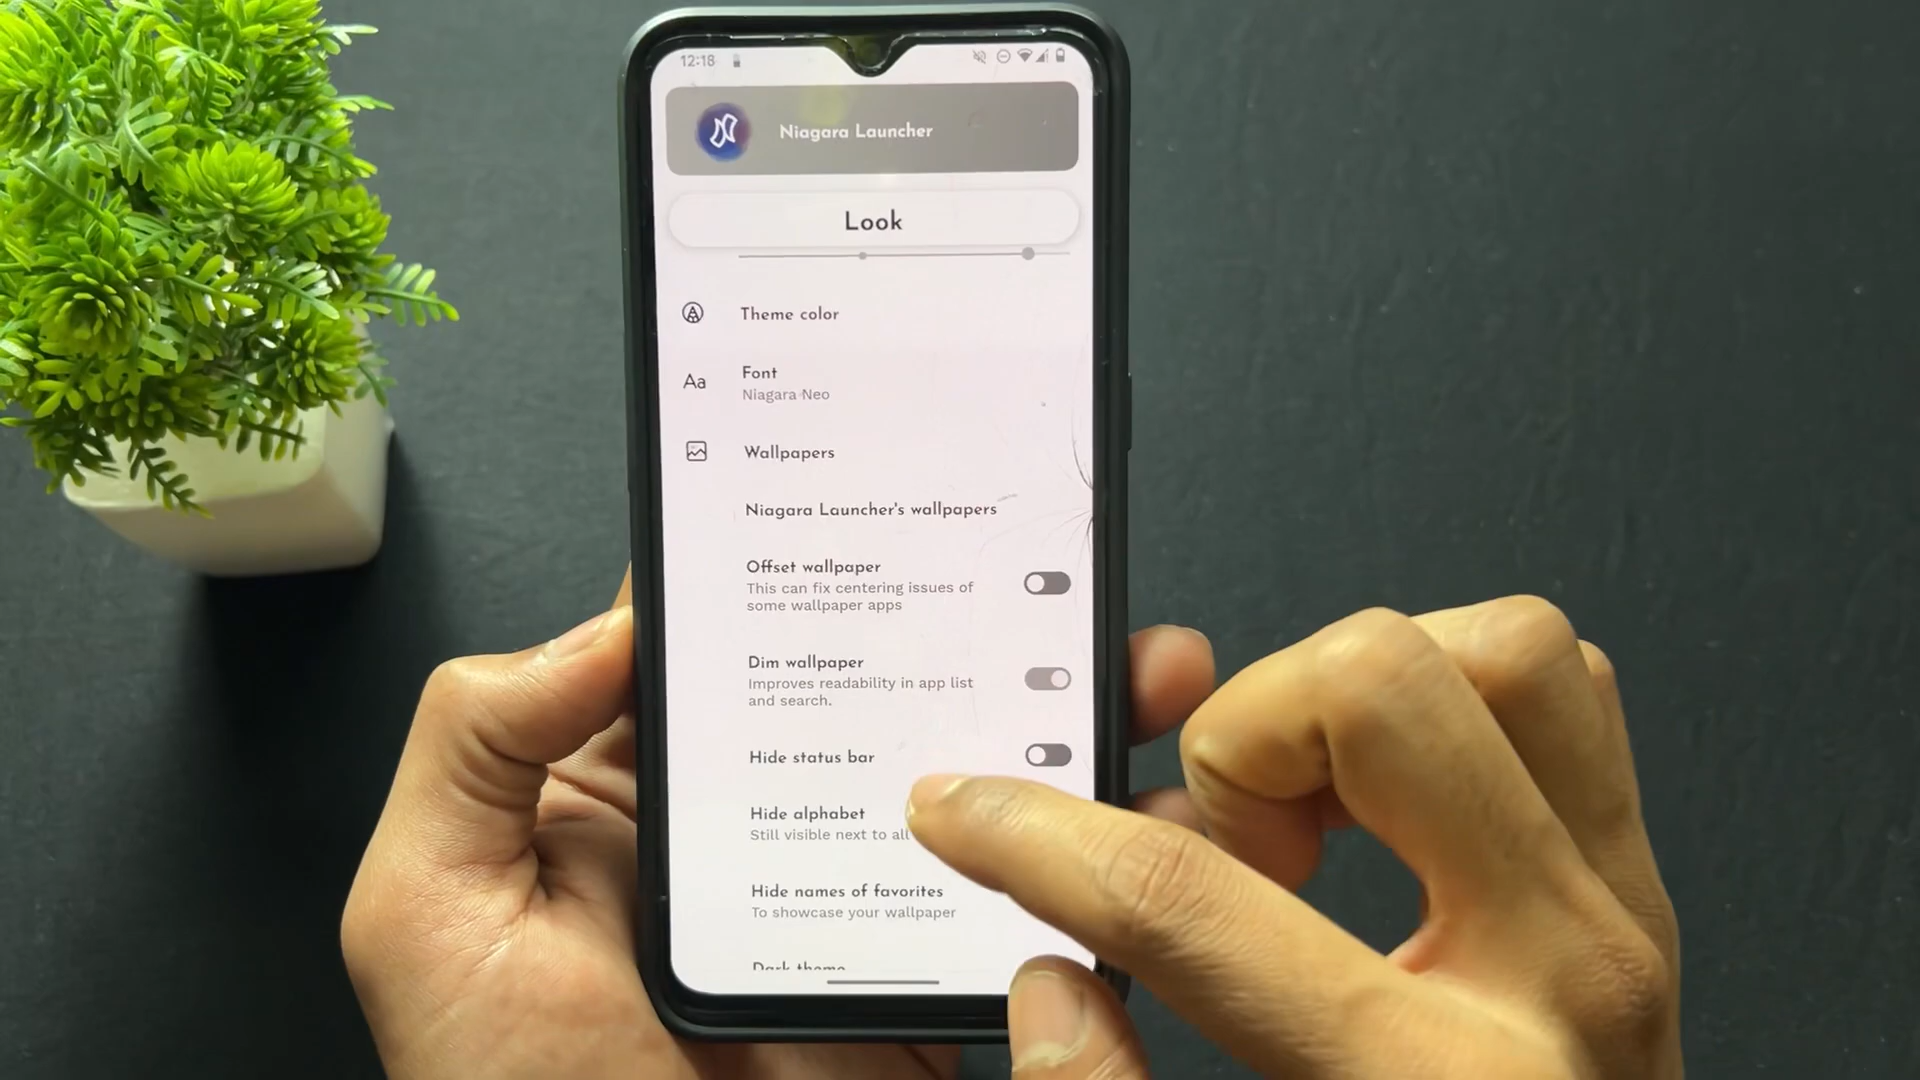 12:18
Niagara Launcher
Look
Theme color
Aa
Font
Niagara Neo
Wallpapers
Niagara Launcher's wallpapers
Offset wallpaper
This can fix centering issues of
some wallpaper apps
Dim wallpaper
Improves readability in app list
and search.
Hide status bar
Hide alphabet
Still visible next to all
Hide names of favorites
To showcase your wallpaper
Dark theme